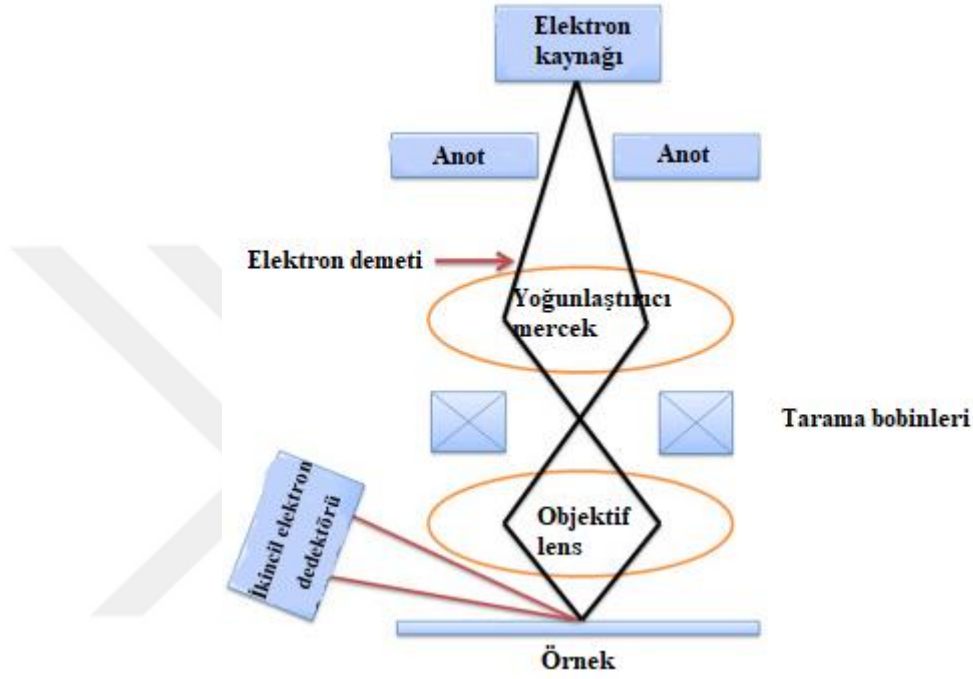 Elektron
kaynağı
Anot
Anot
Elektron demeti
Yoğunlaştırıcı
mercek
Tarama bobinleri
İkincil elektron
dedektörü
Objektif
lens
Örnek